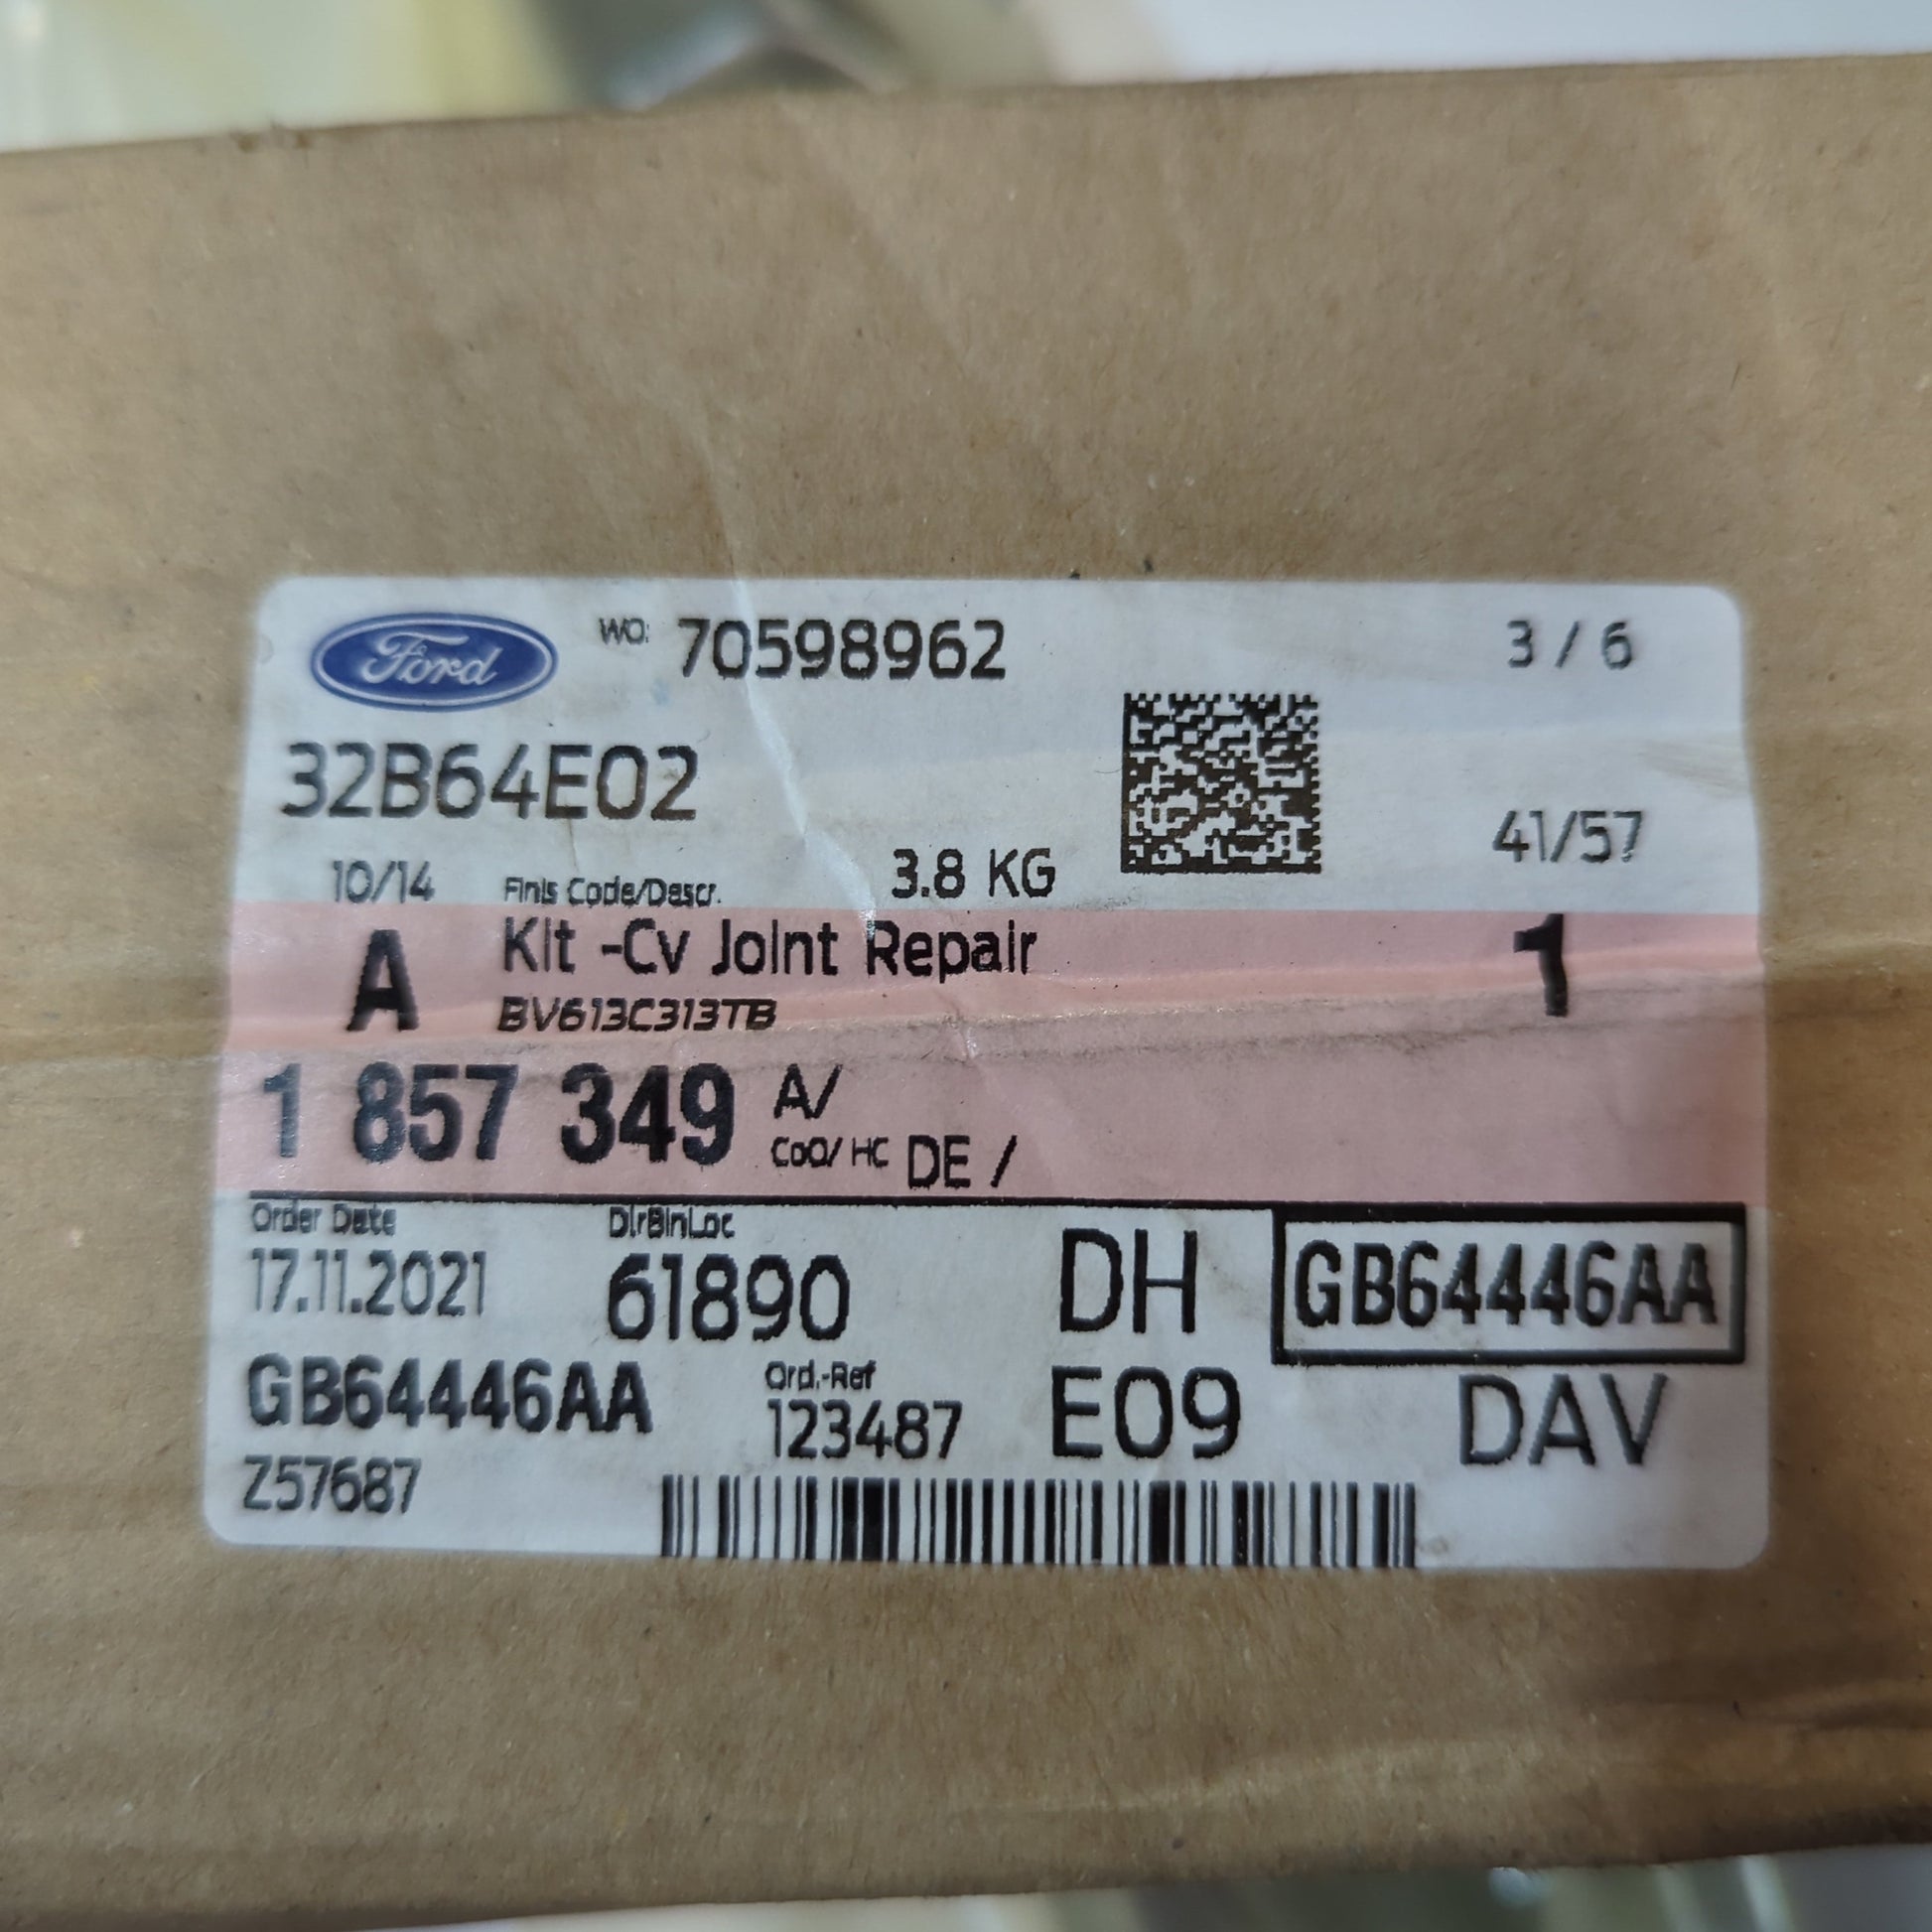 Ford WO: 70598962 3 / 6
32B64E02
41/57
10/14 Finis Code/Descr. 3.8 KG
A Kit -Cv Joint Repair 1
BV613C313TB
1 857 349 A/
CoO/ HC DE /
Order Date DlrBinLoc
17.11.2021 61890 DH GB64446AA
GB64446AA Ord.-Ref E09 DAV
123487
Z57687